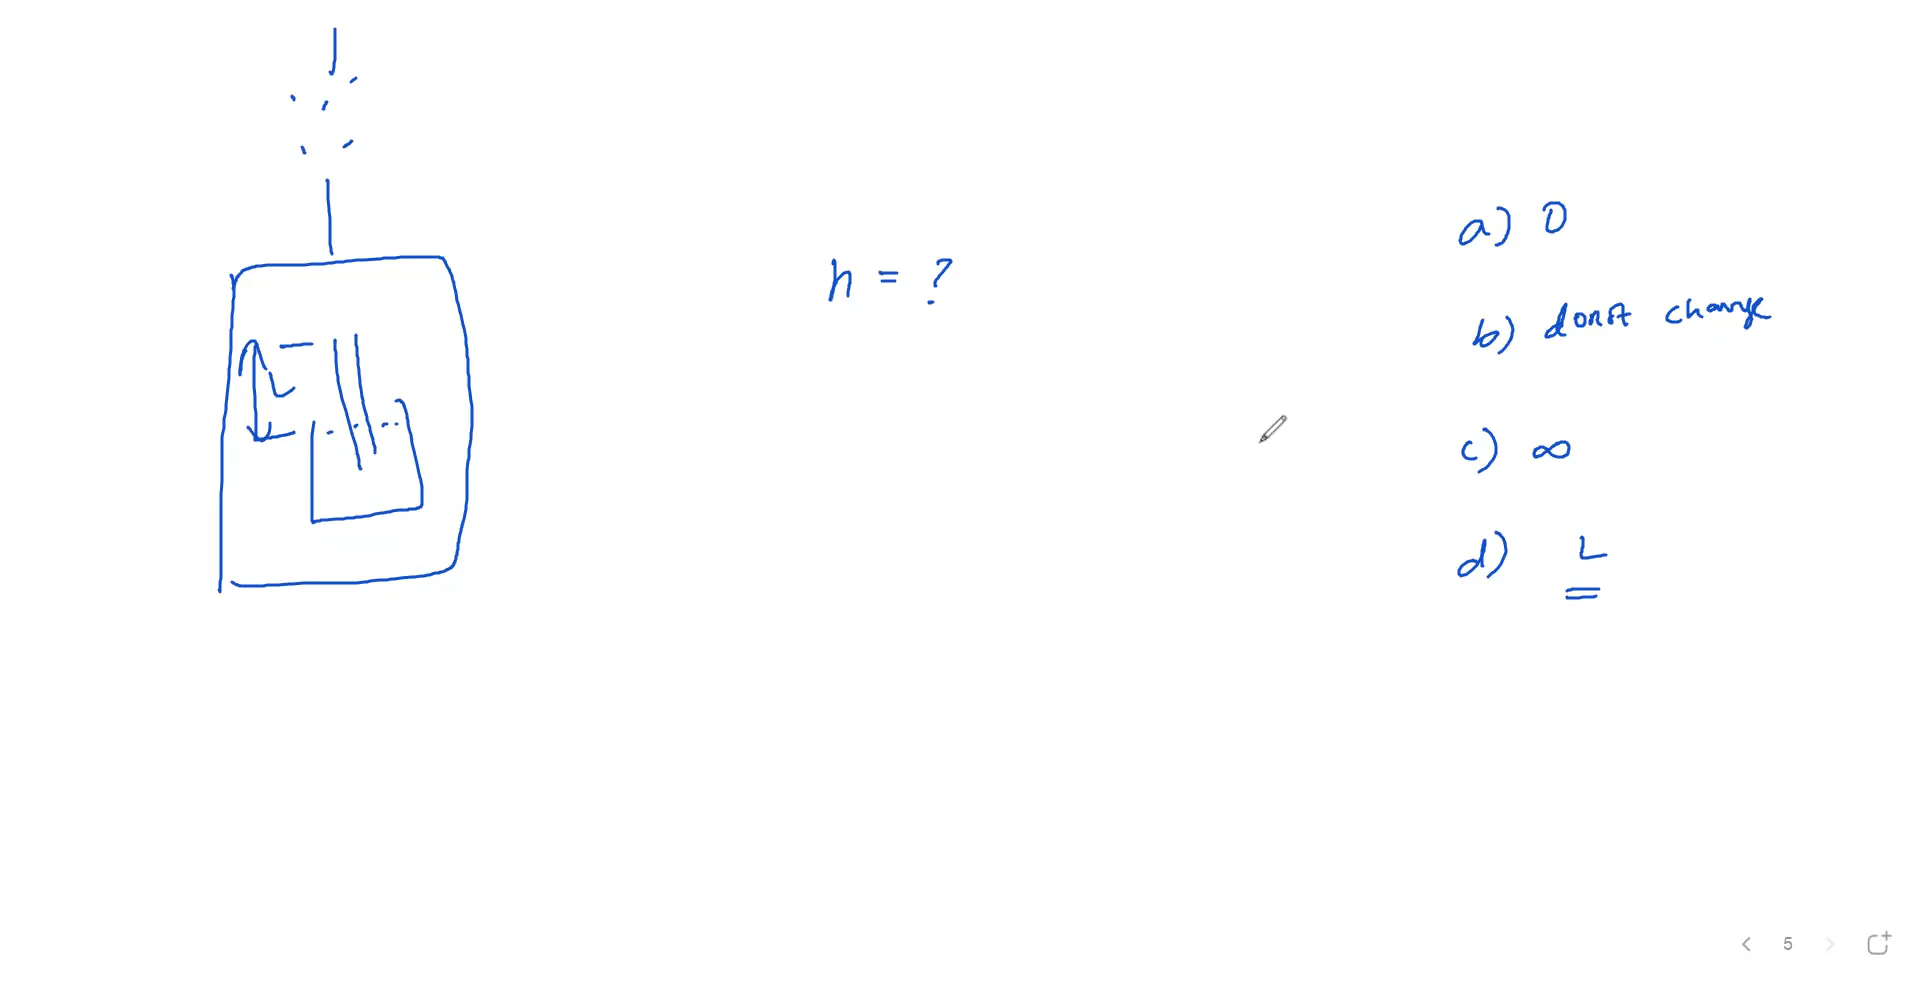 a) 0
h = ?
b) don't change
L
c) ∞
d) L
5